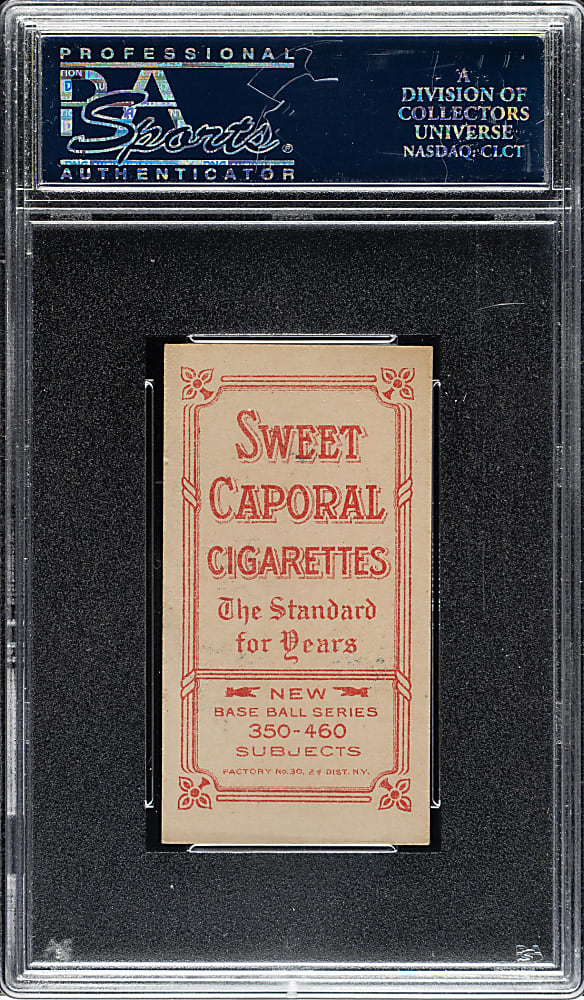 PROFESSIONAL
PSA
Sports®
AUTHENTICATOR
A
DIVISION OF
COLLECTORS
UNIVERSE
NASDAQ: CLCT
SWEET
CAPORAL
CIGARETTES
The Standard
for Years
NEW
BASE BALL SERIES
350-460
SUBJECTS
FACTORY No. 30, 2d DIST. N.Y.